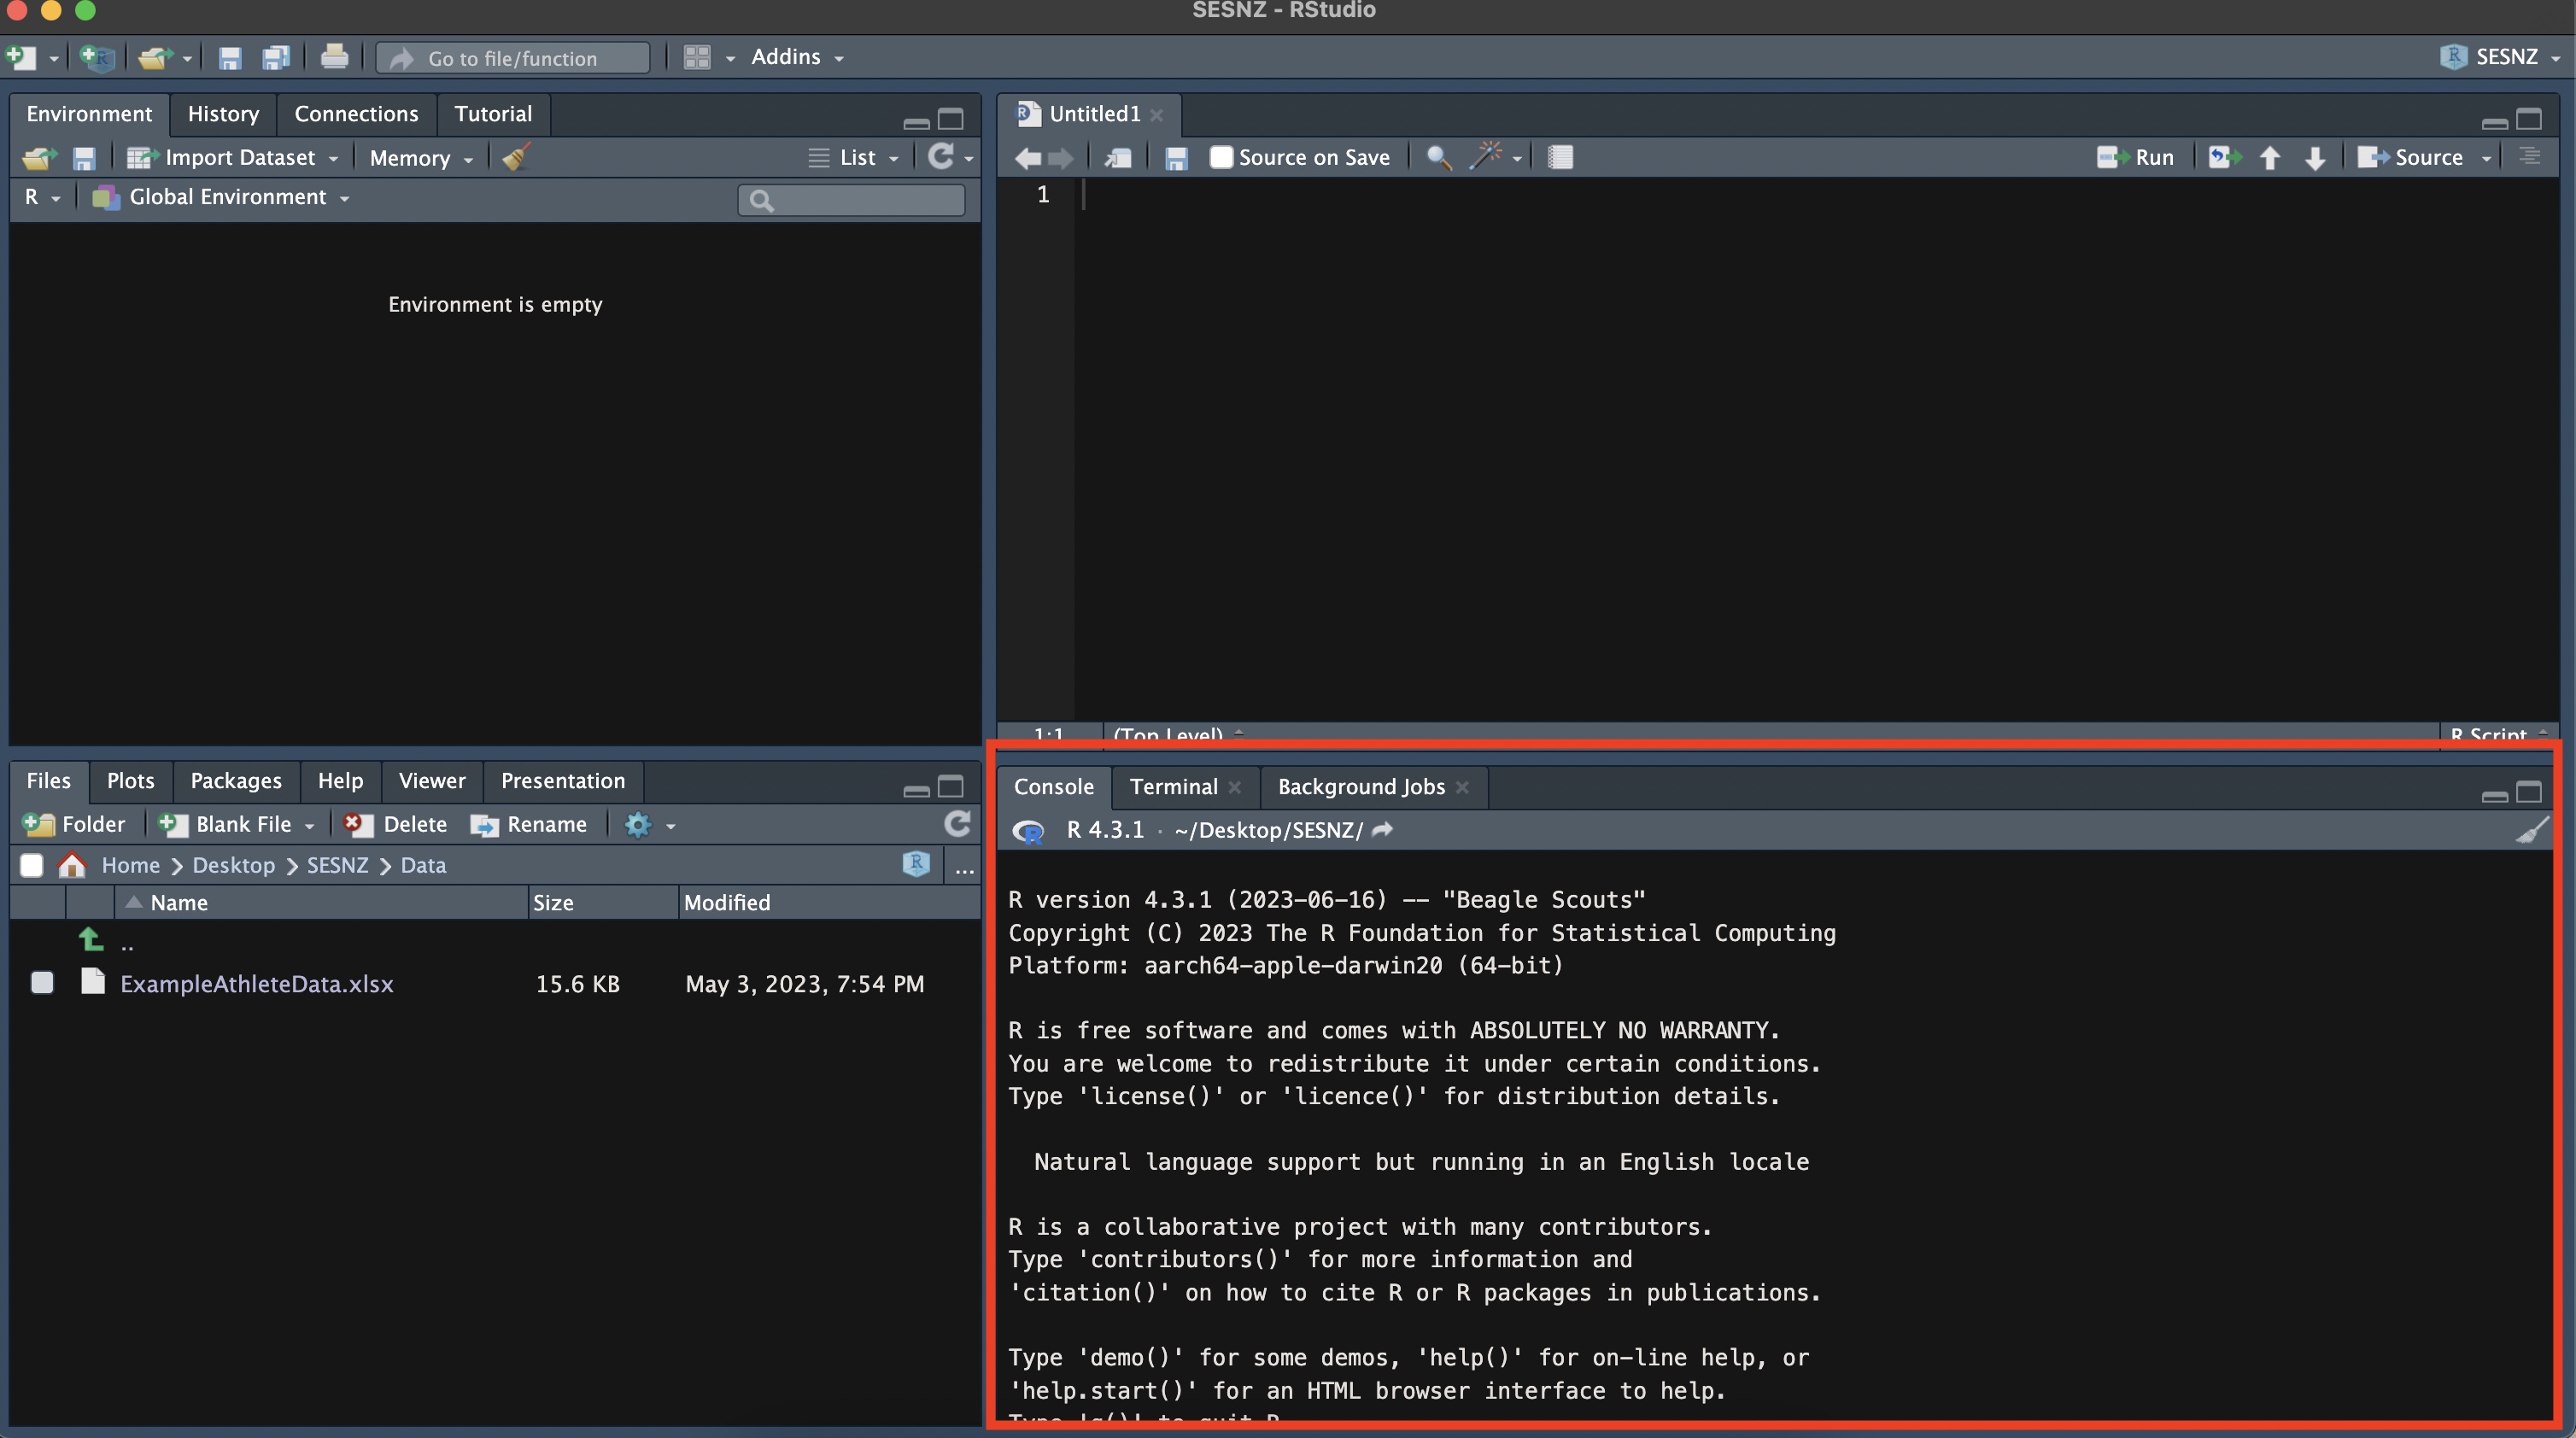 SESNZ - RStudio
Go to file/function
Addins
SESNZ
Environment History Connections Tutorial
Import Dataset Memory List
R Global Environment
Environment is empty
Untitled1
Source on Save Run Source
1
1:1 (Top Level) R Script
Files Plots Packages Help Viewer Presentation
Folder Blank File Delete Rename
Home Desktop SESNZ Data
...
Name Size Modified
..
ExampleAthleteData.xlsx 15.6 KB May 3, 2023, 7:54 PM
Console Terminal Background Jobs
R 4.3.1 · ~/Desktop/SESNZ/
R version 4.3.1 (2023-06-16) -- "Beagle Scouts"
Copyright (C) 2023 The R Foundation for Statistical Computing
Platform: aarch64-apple-darwin20 (64-bit)
R is free software and comes with ABSOLUTELY NO WARRANTY.
You are welcome to redistribute it under certain conditions.
Type 'license()' or 'licence()' for distribution details.
Natural language support but running in an English locale
R is a collaborative project with many contributors.
Type 'contributors()' for more information and
'citation()' on how to cite R or R packages in publications.
Type 'demo()' for some demos, 'help()' for on-line help, or
'help.start()' for an HTML browser interface to help.
Type 'q()' to quit R